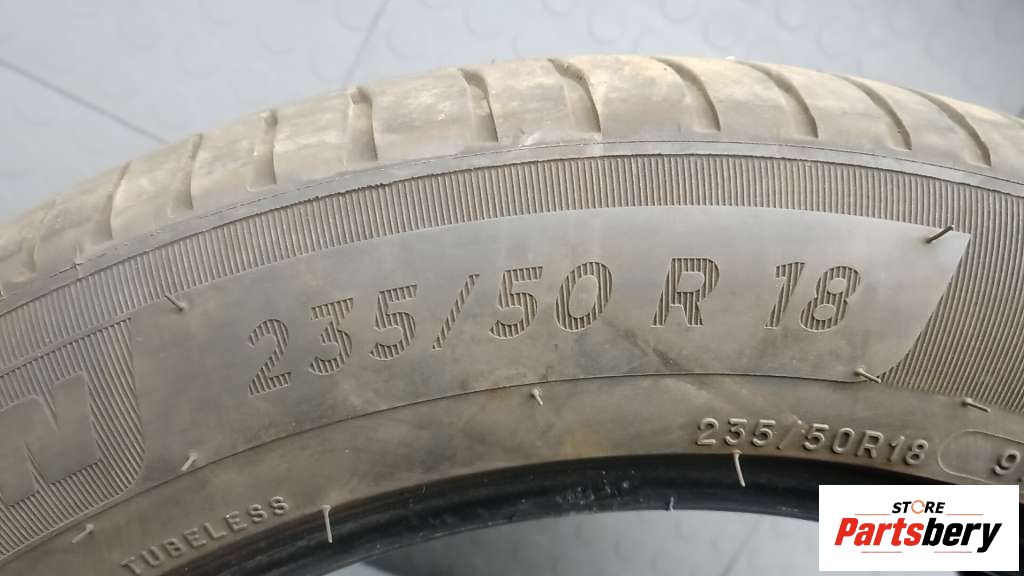 235/50 R 18
235/50R18
TUBELESS
STORE
Partsbery